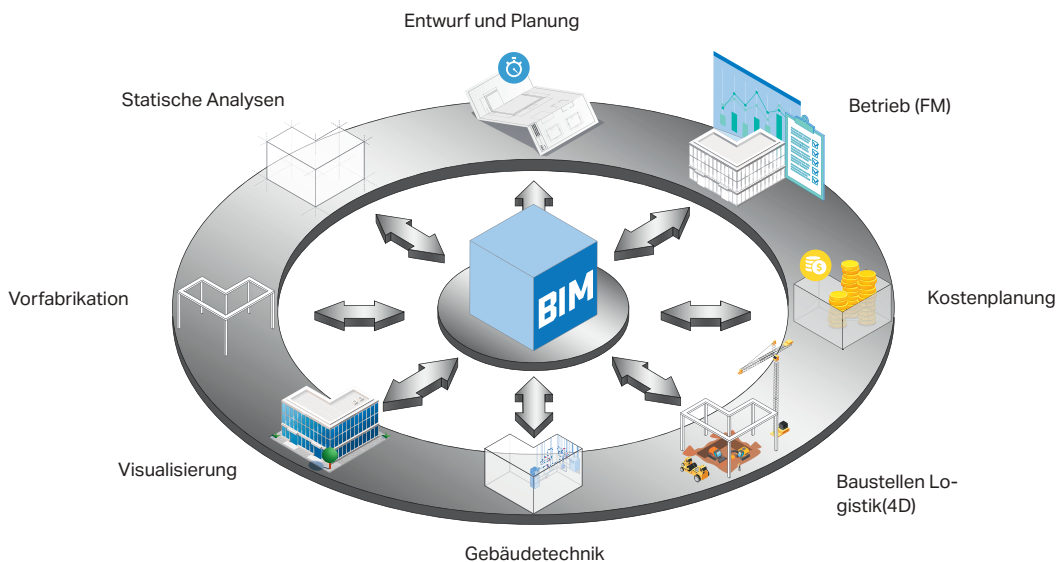 Entwurf und Planung
Statische Analysen
Betrieb (FM)
Vorfabrikation
BIM
Kostenplanung
Visualisierung
Baustellen Lo-
gistik(4D)
Gebäudetechnik